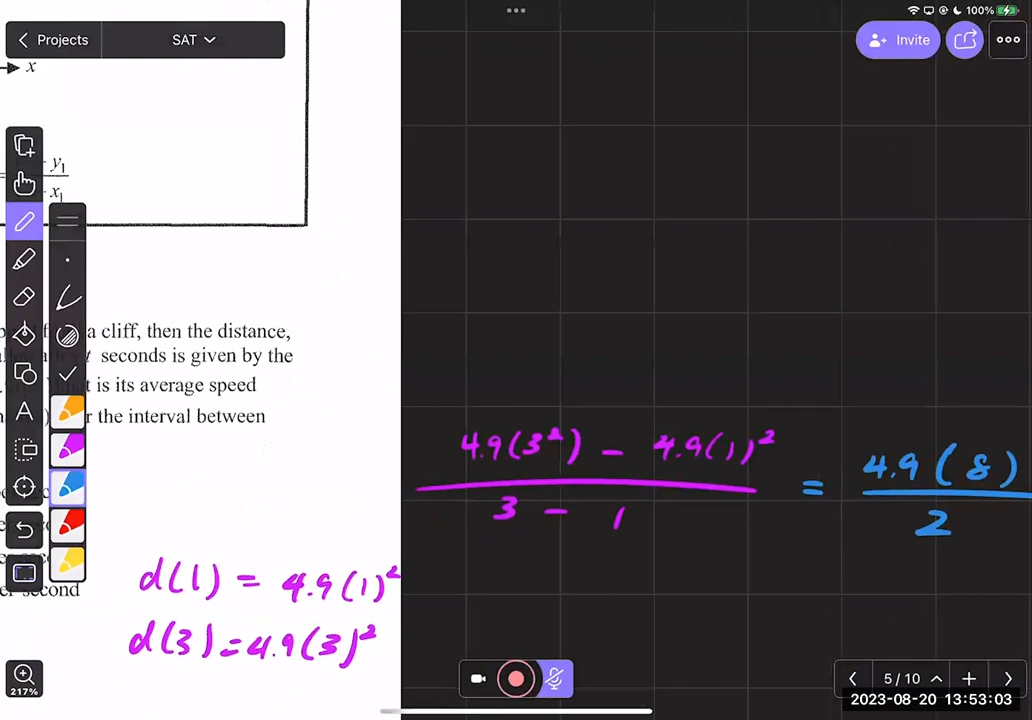 100%
Projects
SAT
Invite
x
y₁
= −
x₁
a cliff, then the distance,
t seconds is given by the
is its average speed
r the interval between
4.9(3²) − 4.9(1)² = 4.9(8)
3 − 1 2
d(1) = 4.9(1)²
second
d(3) = 4.9(3)²
217%
5 / 10
2023-08-20 13:53:03